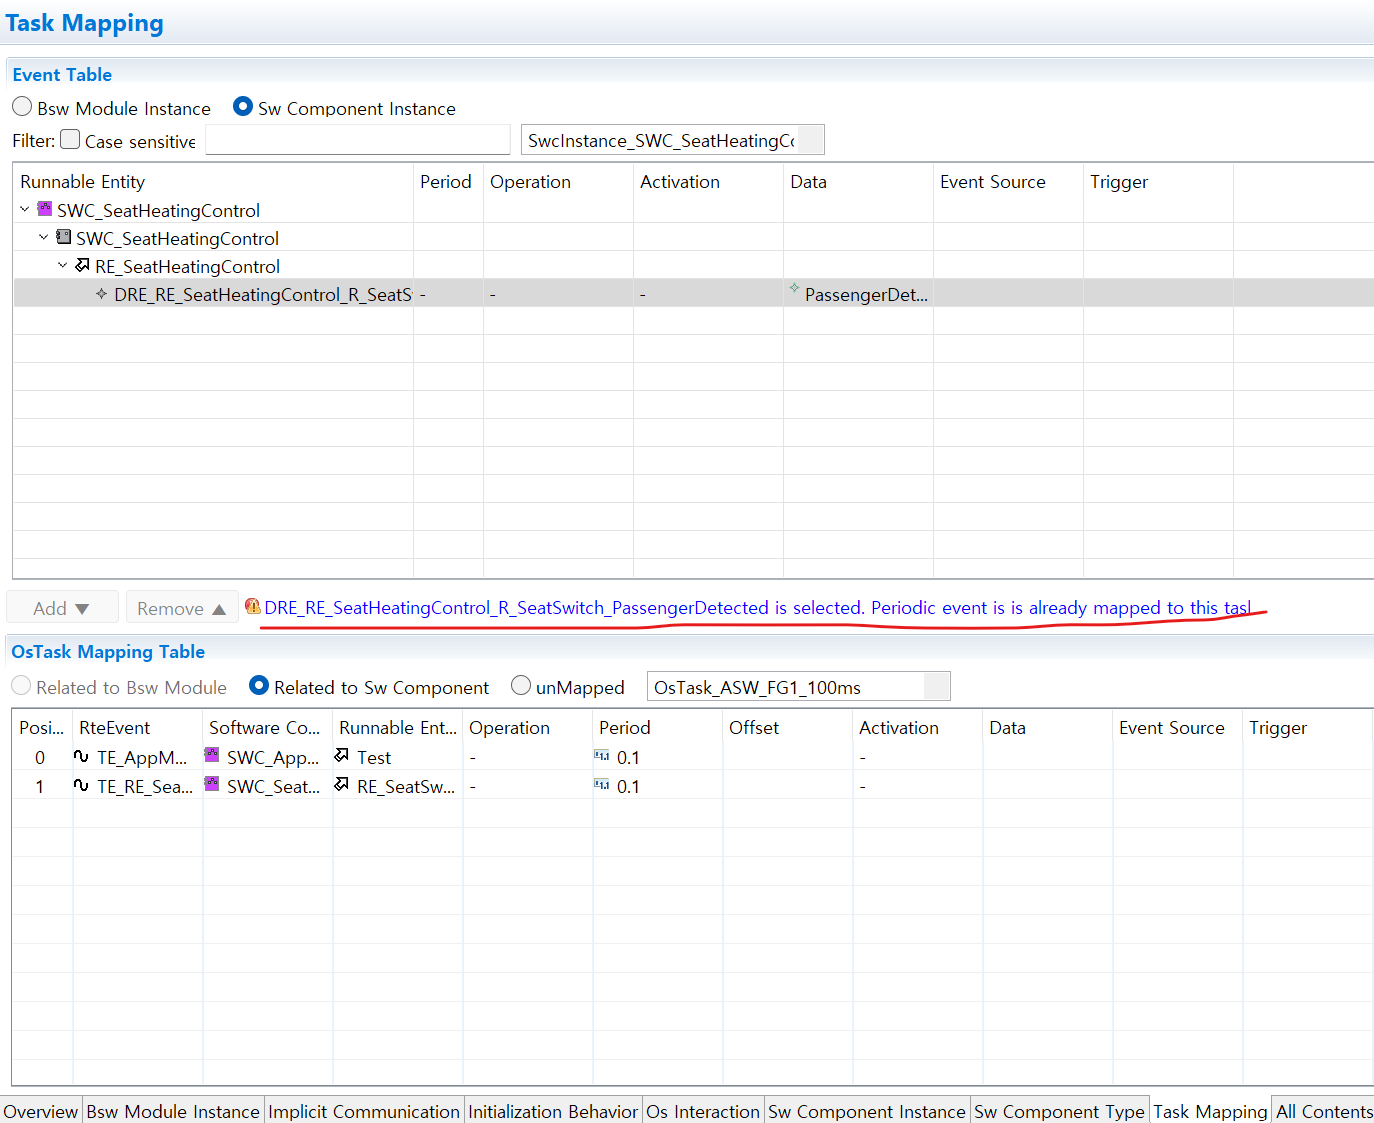 Task Mapping
Event Table
Bsw Module Instance Sw Component Instance
Filter: Case sensitive SwcInstance_SWC_SeatHeatingCo
Runnable Entity Period Operation Activation Data Event Source Trigger
SWC_SeatHeatingControl
SWC_SeatHeatingControl
RE_SeatHeatingControl
DRE_RE_SeatHeatingControl_R_SeatS - - - PassengerDet...
Add ▼ Remove ▲ DRE_RE_SeatHeatingControl_R_SeatSwitch_PassengerDetected is selected. Periodic event is is already mapped to this tas
OsTask Mapping Table
Related to Bsw Module Related to Sw Component unMapped OsTask_ASW_FG1_100ms
Posi... RteEvent Software Co... Runnable Ent... Operation Period Offset Activation Data Event Source Trigger
0 TE_AppM... SWC_App... Test - 0.1 -
1 TE_RE_Sea... SWC_Seat... RE_SeatSw... - 0.1 -
Overview Bsw Module Instance Implicit Communication Initialization Behavior Os Interaction Sw Component Instance Sw Component Type Task Mapping All Contents